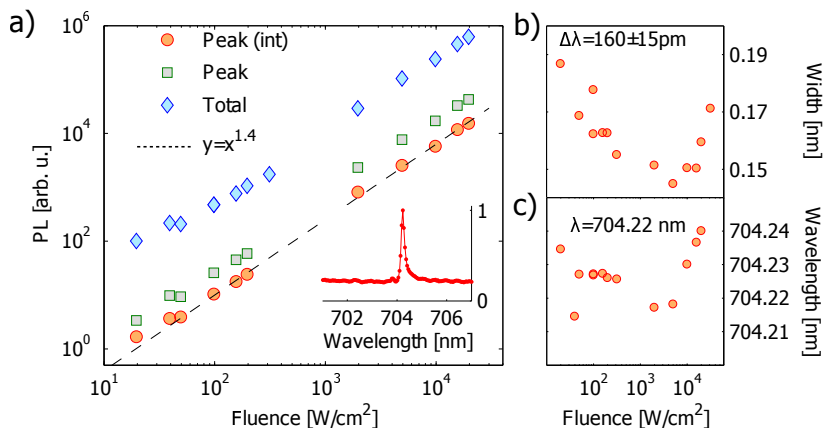 a)
10^6
10^4
10^2
10^0
PL [arb. u.]
Peak (int)
Peak
Total
y=x^1.4
1
0
702 704 706
Wavelength [nm]
10^1 10^2 10^3 10^4
Fluence [W/cm^2]
b)
Δλ=160±15pm
0.19
0.17
0.15
Width [nm]
c)
λ=704.22 nm
704.24
704.23
704.22
704.21
Wavelength [nm]
10^2 10^3 10^4
Fluence [W/cm^2]